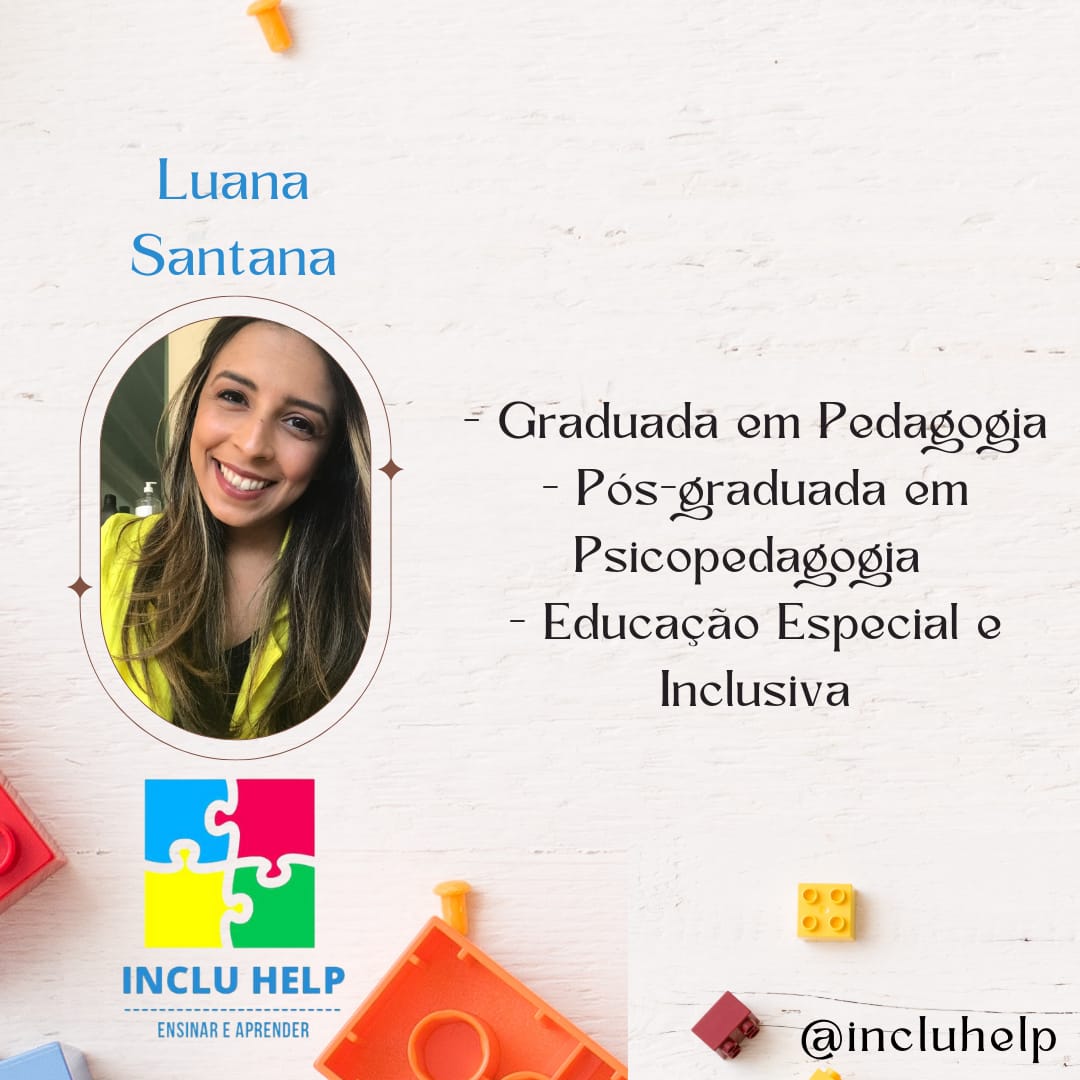 Luana
Santana
- Graduada em Pedagogia
- Pós-graduada em
Psicopedagogia
- Educação Especial e
Inclusiva
INCLU HELP
ENSINAR E APRENDER
@incluhelp